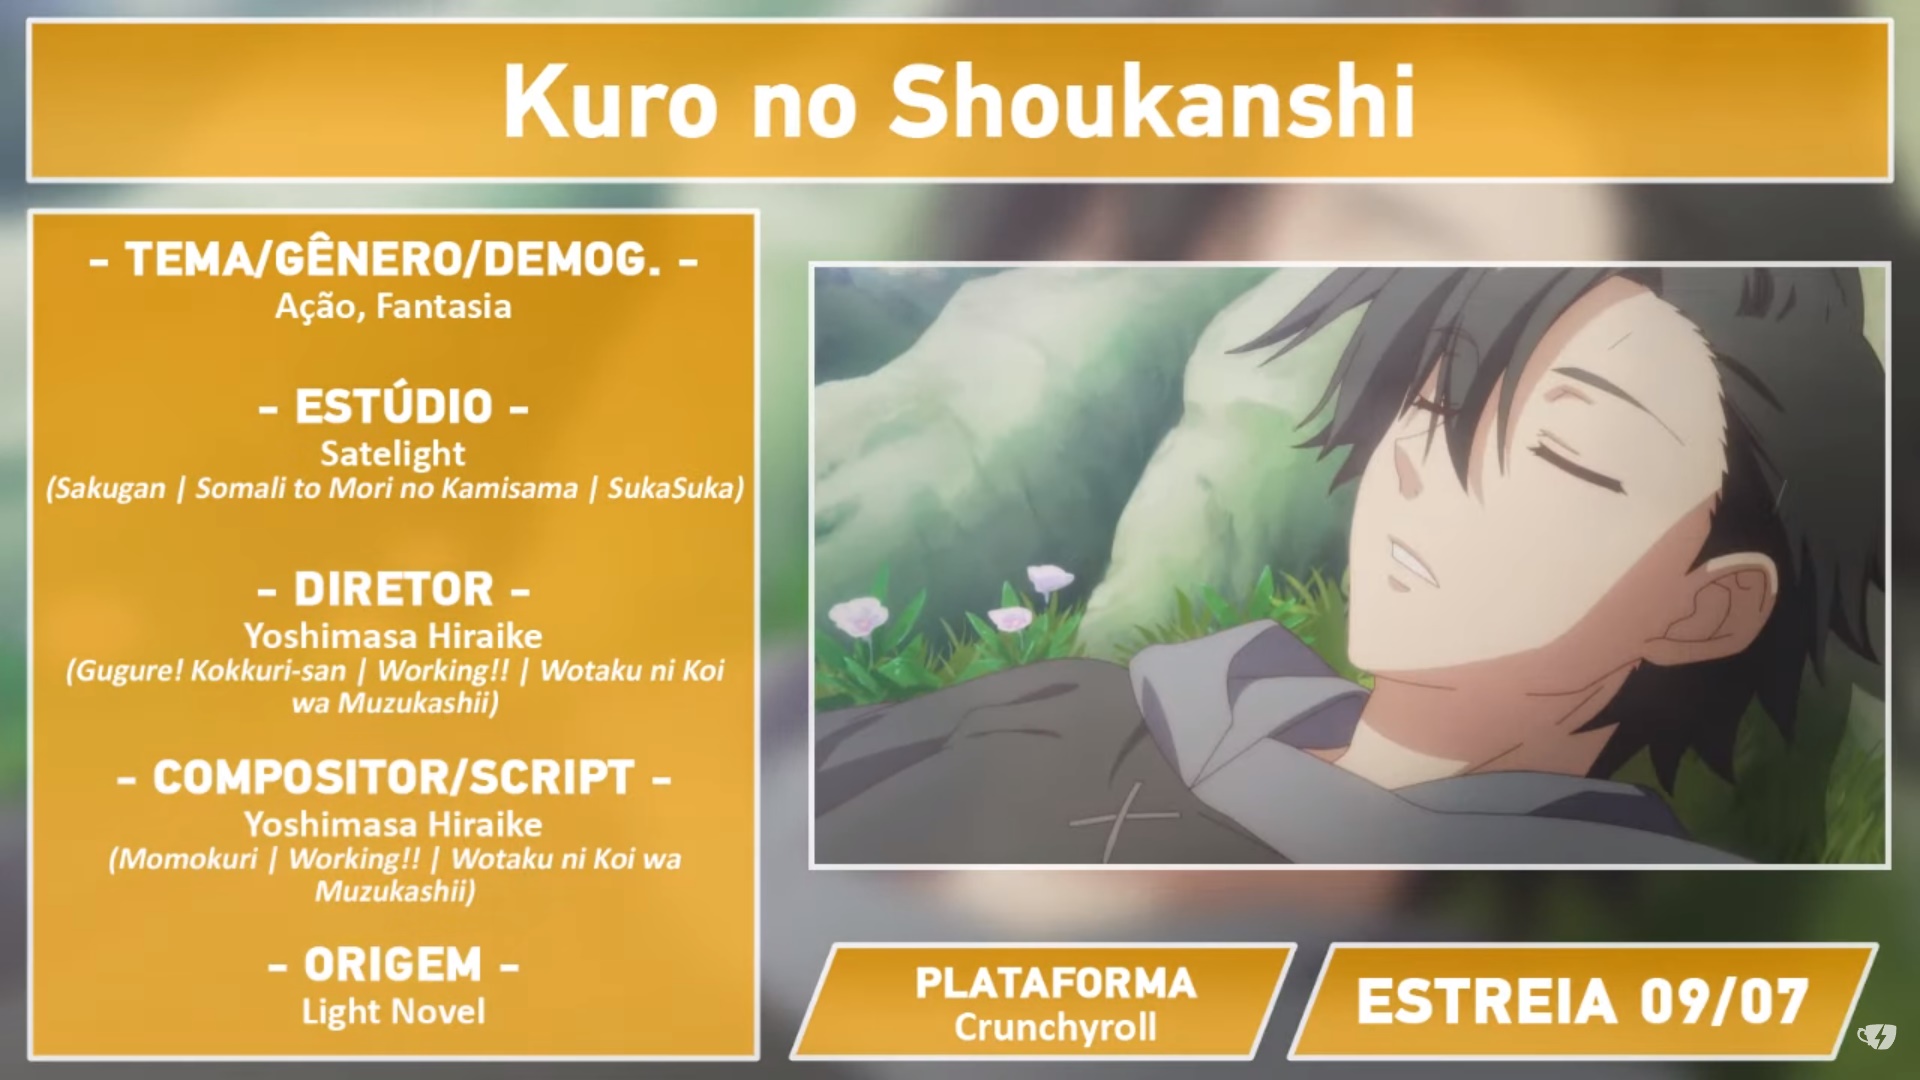 Kuro no Shoukanshi
- TEMA/GÊNERO/DEMOG. -
Ação, Fantasia
- ESTÚDIO -
Satelight
(Sakugan | Somali to Mori no Kamisama | SukaSuka)
- DIRETOR -
Yoshimasa Hiraike
(Gugure! Kokkuri-san | Working!! | Wotaku ni Koi
wa Muzukashii)
- COMPOSITOR/SCRIPT -
Yoshimasa Hiraike
(Momokuri | Working!! | Wotaku ni Koi wa
Muzukashii)
- ORIGEM -
Light Novel
PLATAFORMA
Crunchyroll
ESTREIA 09/07